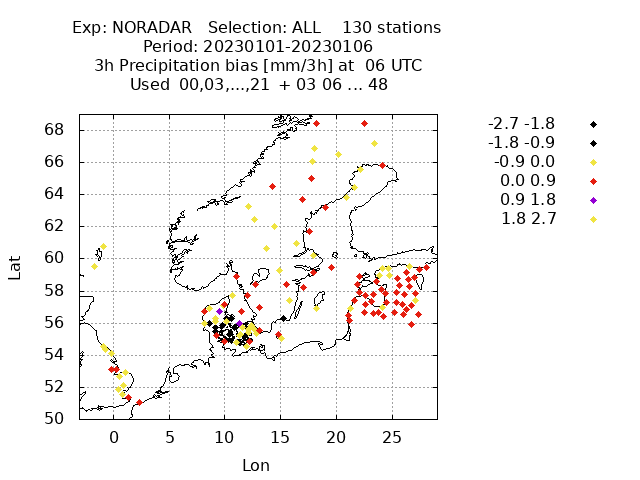 Exp: NORADAR Selection: ALL 130 stations
Period: 20230101-20230106
3h Precipitation bias [mm/3h] at 06 UTC
Used 00,03,...,21 + 03 06 ... 48
-2.7 -1.8
-1.8 -0.9
-0.9 0.0
0.0 0.9
0.9 1.8
1.8 2.7
68
66
64
62
60
58
56
54
52
50
Lat
0 5 10 15 20 25
Lon